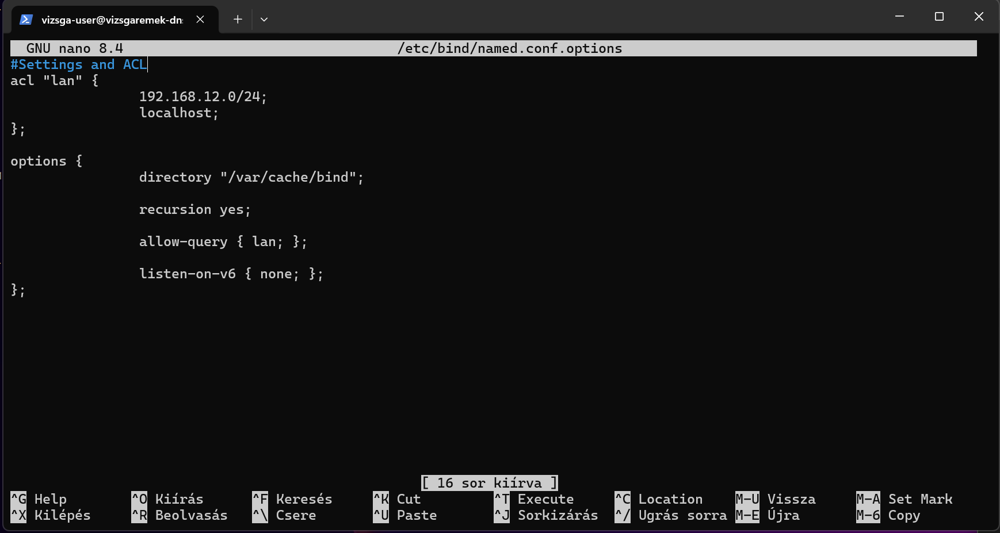 vizsga-user@vizsgaremek-dn
GNU nano 8.4 /etc/bind/named.conf.options
#Settings and ACL
acl "lan" {
192.168.12.0/24;
localhost;
};
options {
directory "/var/cache/bind";
recursion yes;
allow-query { lan; };
listen-on-v6 { none; };
};
[ 16 sor kiírva ]
^G Help ^O Kiírás ^F Keresés ^K Cut ^T Execute ^C Location M-U Vissza M-A Set Mark
^X Kilépés ^R Beolvasás ^\ Csere ^U Paste ^J Sorkizárás ^/ Ugrás sorra M-E Újra M-6 Copy